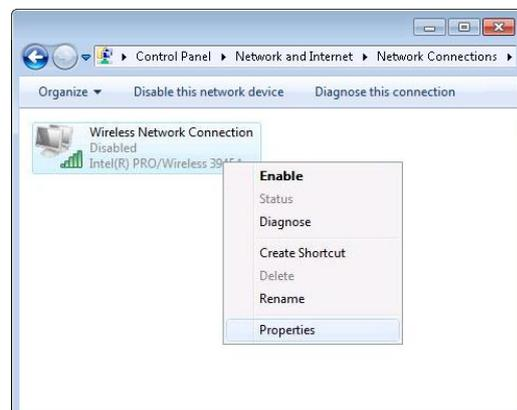 Control Panel ▸ Network and Internet ▸ Network Connections ▸
Organize ▾ Disable this network device Diagnose this connection
Wireless Network Connection
Disabled
Intel(R) PRO/Wireless
Enable
Status
Diagnose
Create Shortcut
Delete
Rename
Properties